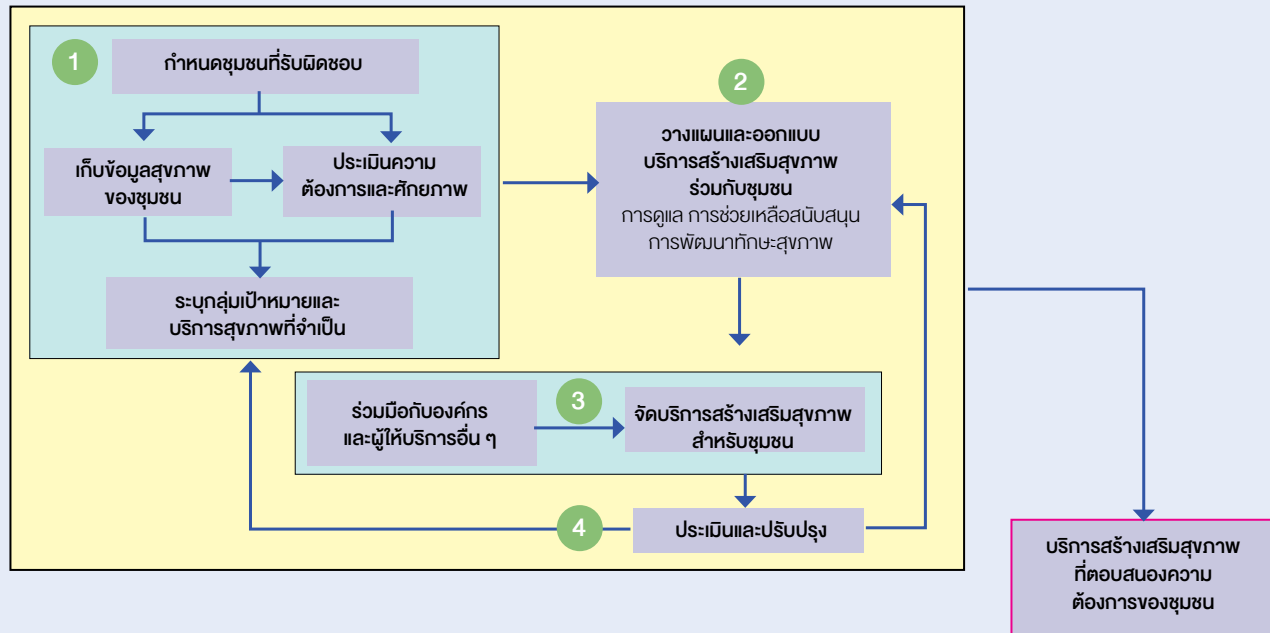 1
กำหนดชุมชนที่รับผิดชอบ
เก็บข้อมูลสุขภาพ
ของชุมชน
ประเมินความ
ต้องการและศักยภาพ
ระบุกลุ่มเป้าหมายและ
บริการสุขภาพที่จำเป็น
2
วางแผนและออกแบบ
บริการสร้างเสริมสุขภาพ
ร่วมกับชุมชน
การดูแล การช่วยเหลือสนับสนุน
การพัฒนาทักษะสุขภาพ
ร่วมมือกับองค์กร
และผู้ให้บริการอื่น ๆ
3
จัดบริการสร้างเสริมสุขภาพ
สำหรับชุมชน
4
ประเมินและปรับปรุง
บริการสร้างเสริมสุขภาพ
ที่ตอบสนองความ
ต้องการของชุมชน